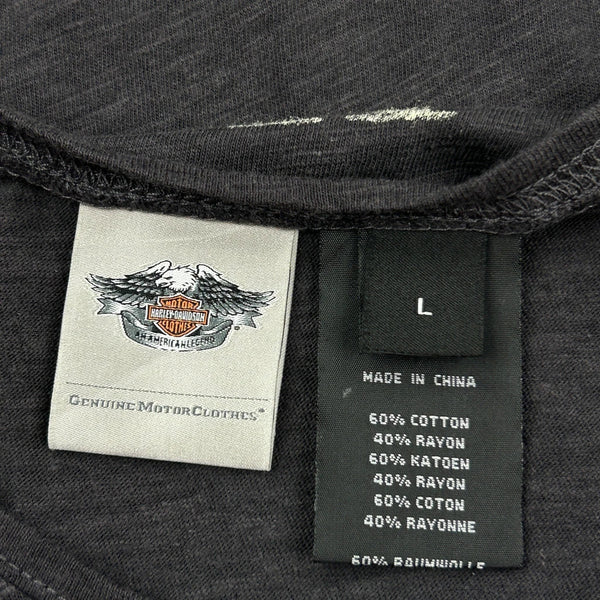 MOTOR
HARLEY-DAVIDSON
CLOTHES
AN AMERICAN LEGEND
GENUINE MOTORCLOTHES®
L
MADE IN CHINA
60% COTTON
40% RAYON
60% KATOEN
40% RAYON
60% COTON
40% RAYONNE
60% BAUMWOLLE